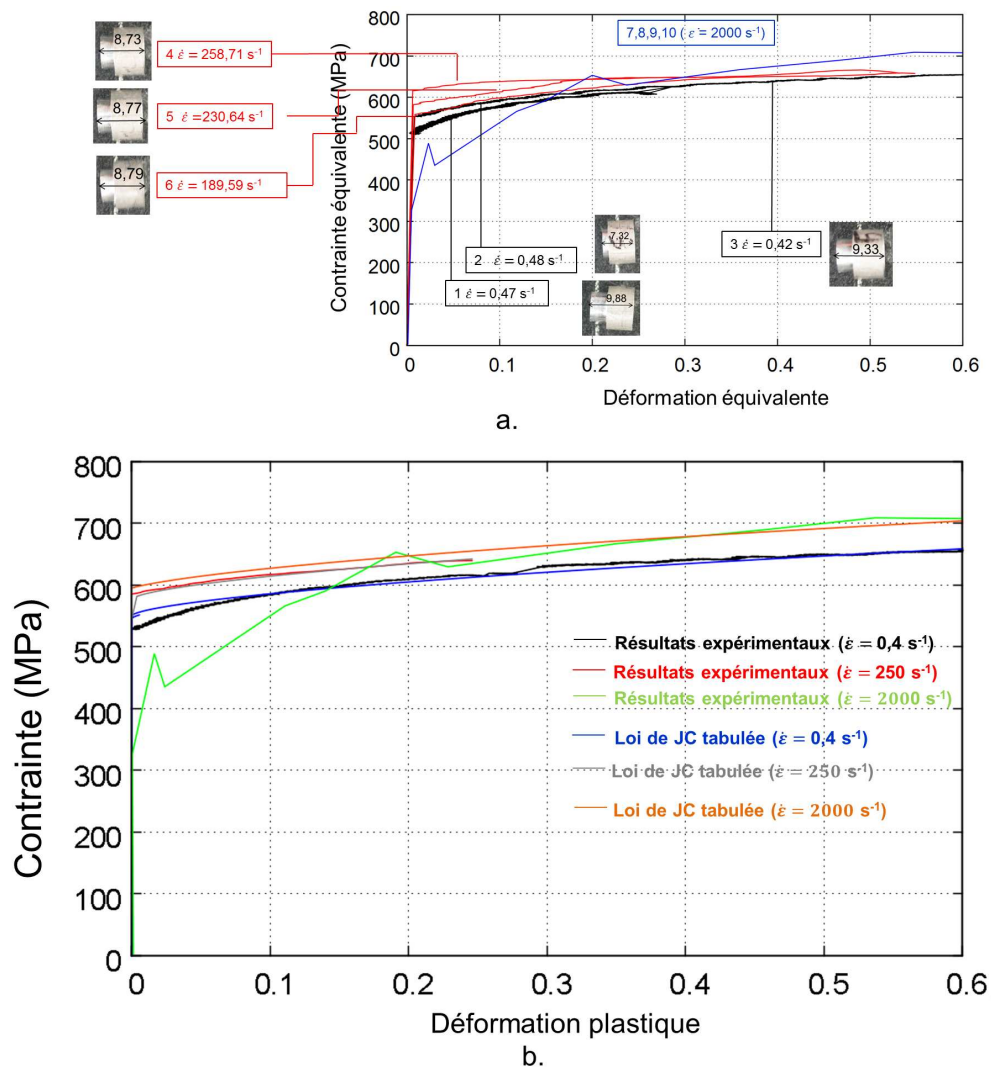 800
700
600
500
400
300
200
100
0
Contrainte équivalente (MPa)
8,73
4 ε̇ = 258,71 s⁻¹
8,77
5 ε̇ =230,64 s⁻¹
8,79
6 ε̇ = 189,59 s⁻¹
7,8,9,10 ( ε̇ = 2000 s⁻¹)
7,32
2 ε̇ = 0,48 s⁻¹
3 ε̇ = 0,42 s⁻¹
9,33
1 ε̇ = 0,47 s⁻¹
9,88
0 0.1 0.2 0.3 0.4 0.5 0.6
Déformation équivalente
a.
800
700
600
500
400
300
200
100
0
Contrainte (MPa)
Résultats expérimentaux (ε̇ = 0,4 s⁻¹)
Résultats expérimentaux (ε̇ = 250 s⁻¹)
Résultats expérimentaux (ε̇ = 2000 s⁻¹)
Loi de JC tabulée (ε̇ = 0,4 s⁻¹)
Loi de JC tabulée (ε̇ = 250 s⁻¹)
Loi de JC tabulée (ε̇ = 2000 s⁻¹)
0 0.1 0.2 0.3 0.4 0.5 0.6
Déformation plastique
b.